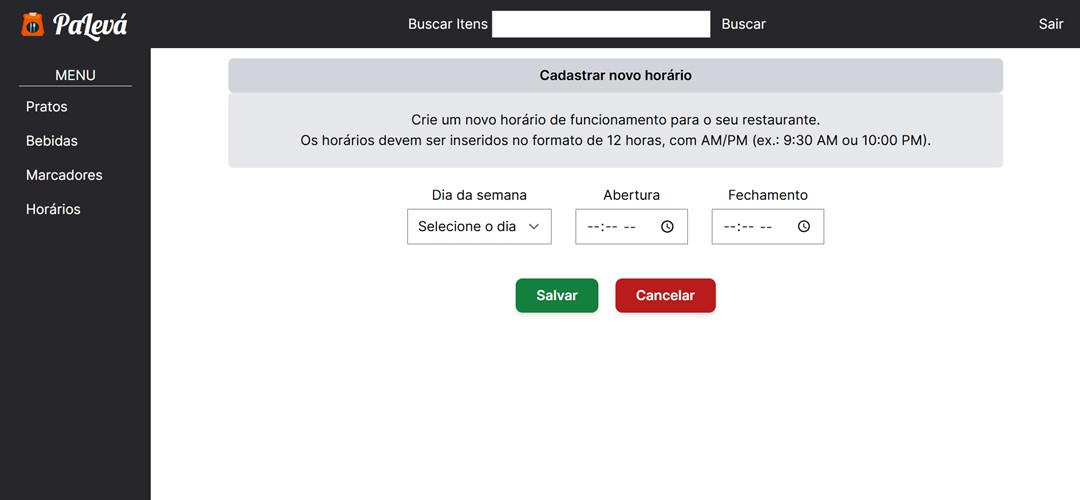 PaLevá
Buscar Itens
Buscar
Sair
MENU
Pratos
Bebidas
Marcadores
Horários
Cadastrar novo horário
Crie um novo horário de funcionamento para o seu restaurante.
Os horários devem ser inseridos no formato de 12 horas, com AM/PM (ex.: 9:30 AM ou 10:00 PM).
Dia da semana
Abertura
Fechamento
Selecione o dia
--:-- --
--:-- --
Salvar
Cancelar